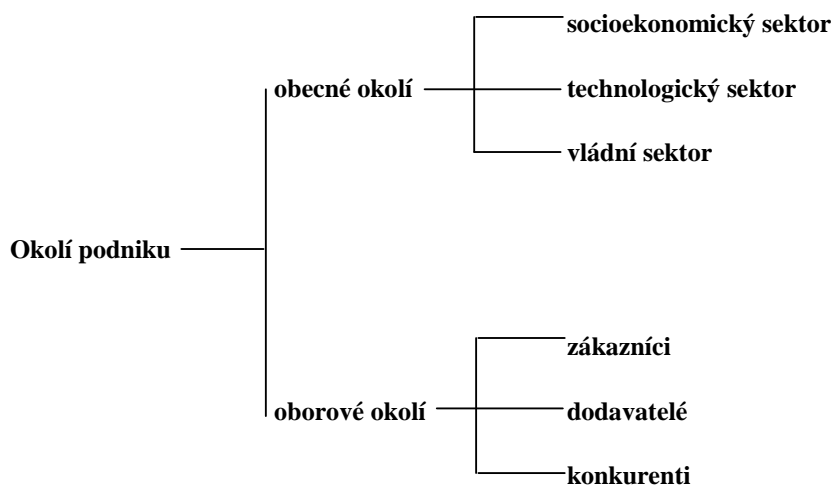 socioekonomický sektor
obecné okolí
technologický sektor
vládní sektor
Okolí podniku
zákazníci
oborové okolí
dodavatelé
konkurenti